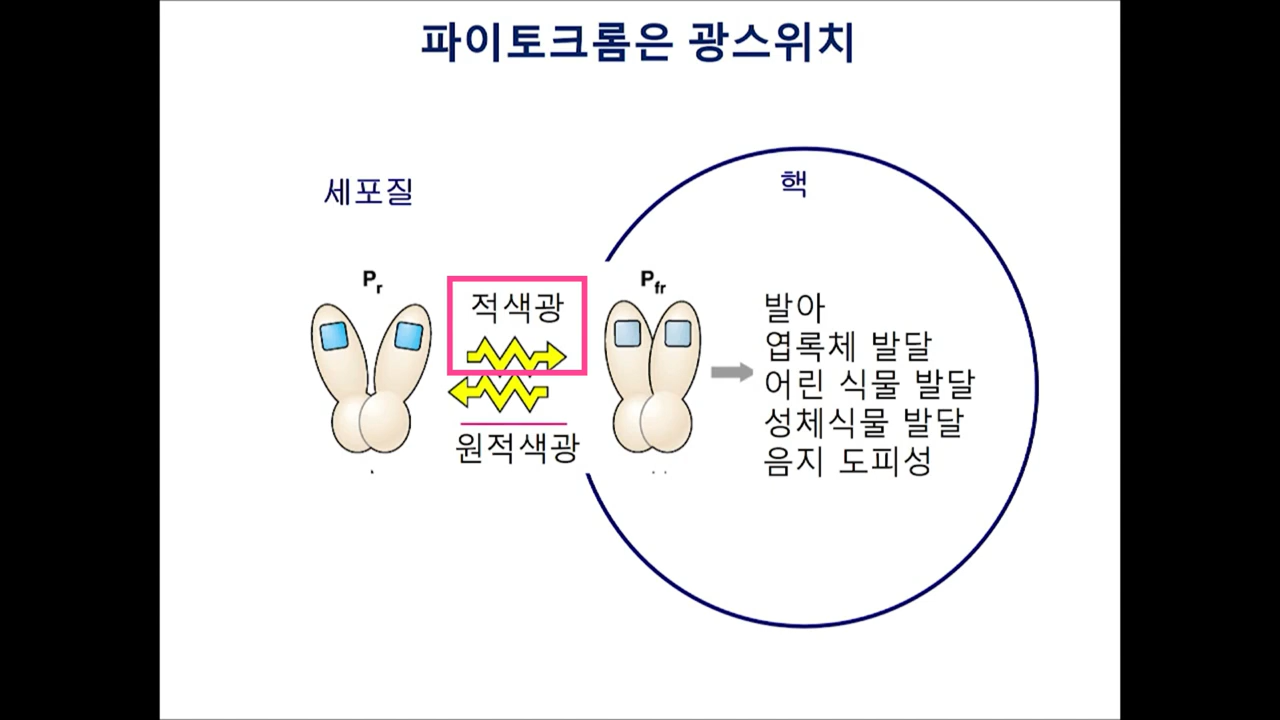 파이토크롬은 광스위치
세포질
핵
Pr
적색광
원적색광
Pfr
발아
엽록체 발달
어린 식물 발달
성체식물 발달
음지 도피성